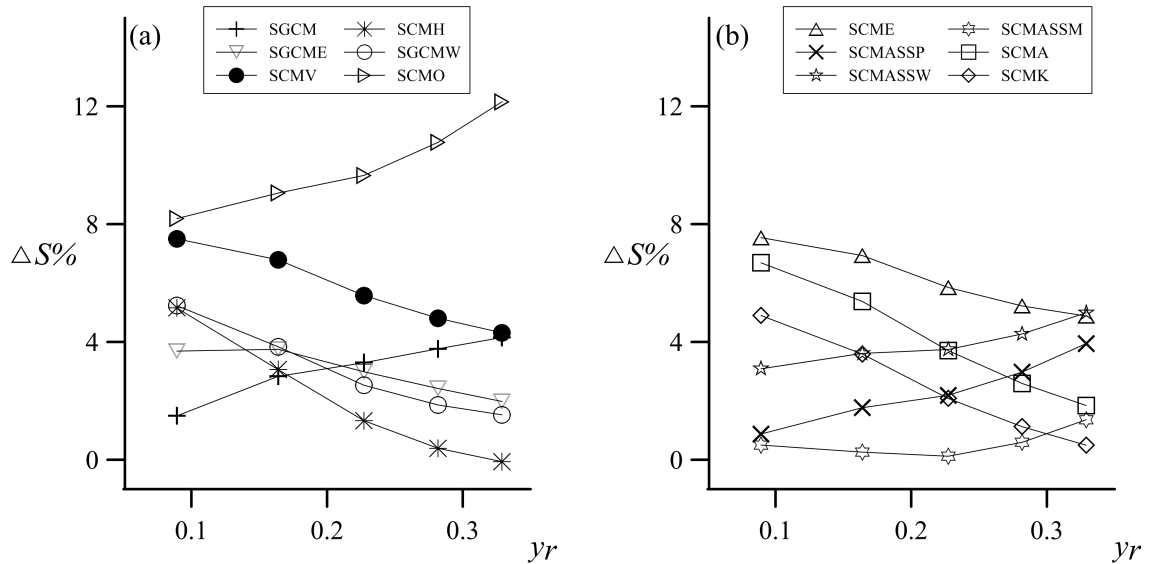 (a)
SGCM SCMH
SGCME SGCMW
SCMV SCMO
12
8
△ S%
4
0
0.1 0.2 0.3
yr
(b)
SCME SCMASSM
SCMASSP SCMA
SCMASSW SCMK
12
8
△ S%
4
0
0.1 0.2 0.3
yr